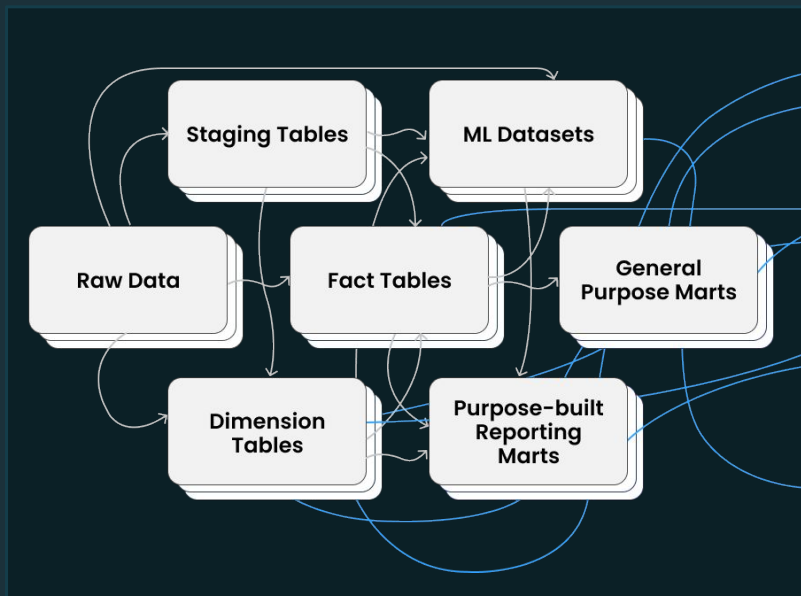 Staging Tables
ML Datasets
Raw Data
Fact Tables
General
Purpose Marts
Dimension
Tables
Purpose-built
Reporting
Marts